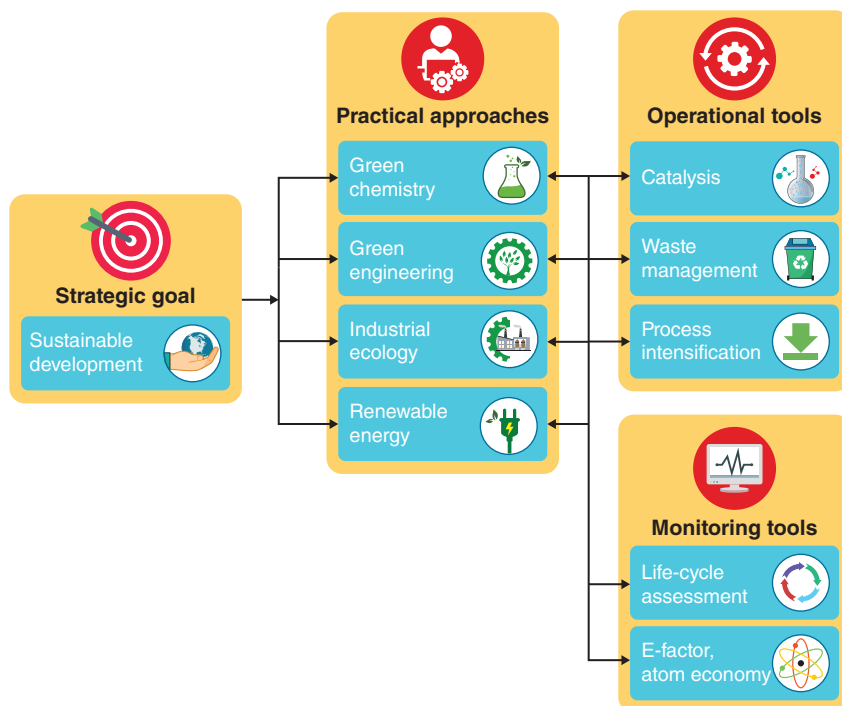 Strategic goal
Sustainable
development
Practical approaches
Green
chemistry
Green
engineering
Industrial
ecology
Renewable
energy
Operational tools
Catalysis
Waste
management
Process
intensification
Monitoring tools
Life-cycle
assessment
E-factor,
atom economy